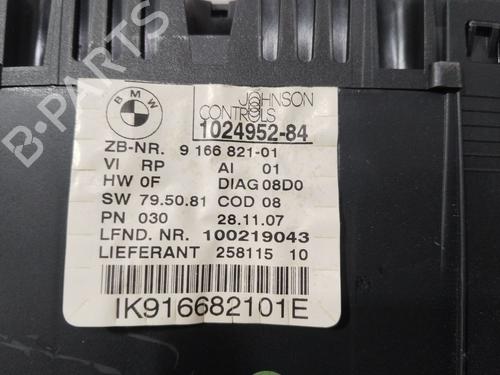 B-PARTS
BMW
JOHNSON
CONTROLS
1024952-84
ZB-NR. 9 166 821-01
VI RP AI 01
HW 0F DIAG 08D0
SW 79.50.81 COD 08
PN 030 28.11.07
LFND. NR. 100219043
LIEFERANT 258115 10
IK916682101E